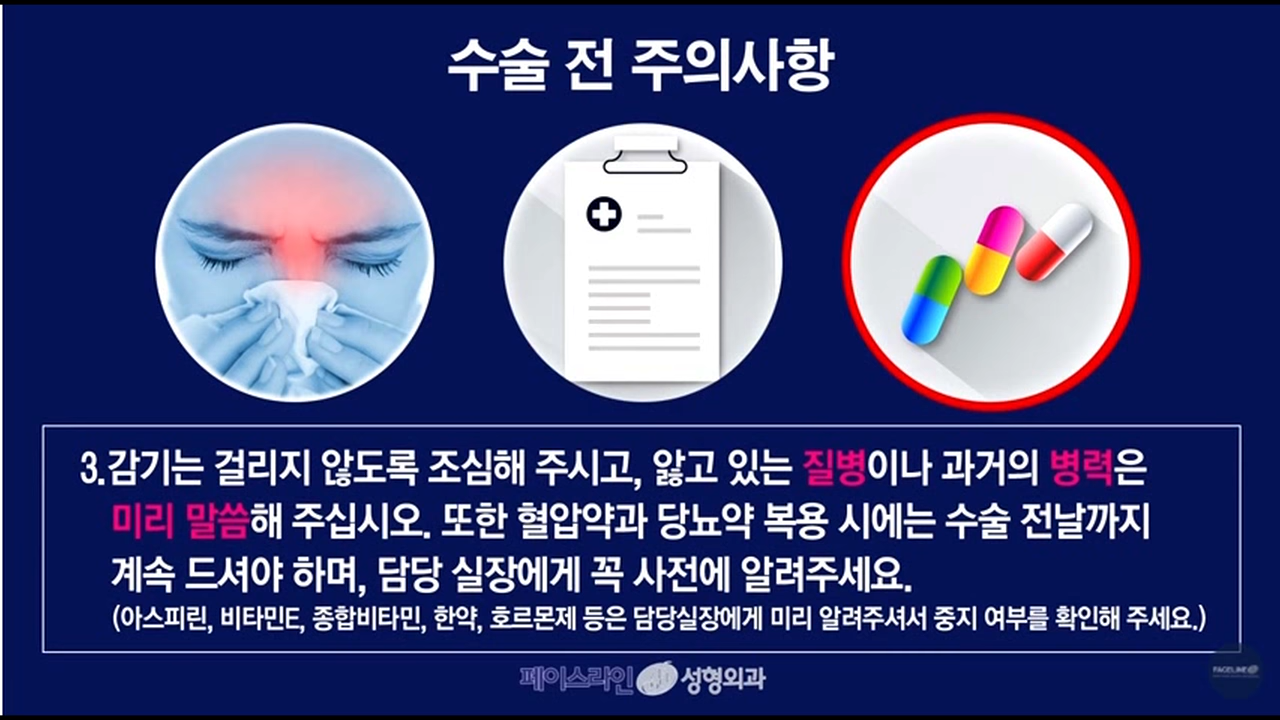 수술 전 주의사항
3.감기는 걸리지 않도록 조심해 주시고, 앓고 있는 질병이나 과거의 병력은
미리 말씀해 주십시오. 또한 혈압약과 당뇨약 복용 시에는 수술 전날까지
계속 드셔야 하며, 담당 실장에게 꼭 사전에 알려주세요.
(아스피린, 비타민E, 종합비타민, 한약, 호르몬제 등은 담당실장에게 미리 알려주셔서 중지 여부를 확인해 주세요.)
페이스라인 성형외과
FACELINE